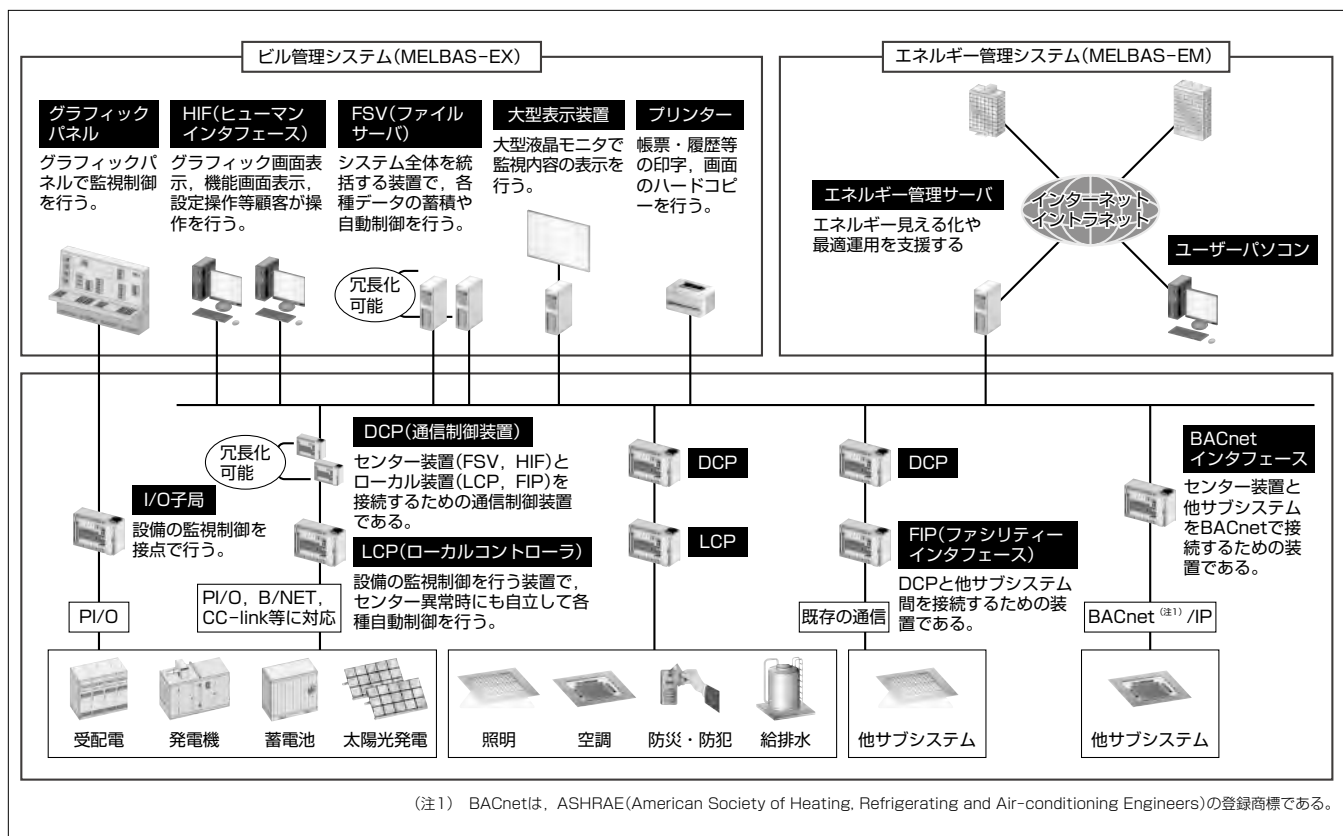 ビル管理システム(MELBAS-EX)
エネルギー管理システム(MELBAS-EM)
グラフィック
パネル
グラフィックパ
ネルで監視制御
を行う。
HIF(ヒューマン
インタフェース)
グラフィック画面表
示，機能画面表示，
設定操作等顧客が操
作を行う。
FSV(ファイル
サーバ)
システム全体を統
括する装置で，各
種データの蓄積や
自動制御を行う。
冗長化
可能
大型表示装置
大型液晶モニタで
監視内容の表示を
行う。
プリンター
帳票・履歴等
の印字，画面
のハードコピ
ーを行う。
エネルギー管理サーバ
エネルギー見える化や
最適運用を支援する
インターネット
イントラネット
ユーザーパソコン
I/O子局
設備の監視制御を
接点で行う。
PI/O
冗長化
可能
DCP(通信制御装置)
センター装置(FSV，HIF)と
ローカル装置(LCP，FIP)を
接続するための通信制御装置
である。
LCP(ローカルコントローラ)
設備の監視制御を行う装置で，
センター異常時にも自立して各
種自動制御を行う。
PI/O，B/NET，
CC-link等に対応
DCP
LCP
DCP
FIP(ファシリティー
インタフェース)
DCPと他サブシステム
間を接続するための装
置である。
既存の通信
BACnet
インタフェース
センター装置と
他サブシステム
をBACnetで接
続するための装
置である。
BACnet (注1) /IP
受配電
発電機
蓄電池
太陽光発電
照明
空調
防災・防犯
給排水
他サブシステム
他サブシステム
(注1) BACnetは，ASHRAE(American Society of Heating, Refrigerating and Air-conditioning Engineers)の登録商標である。